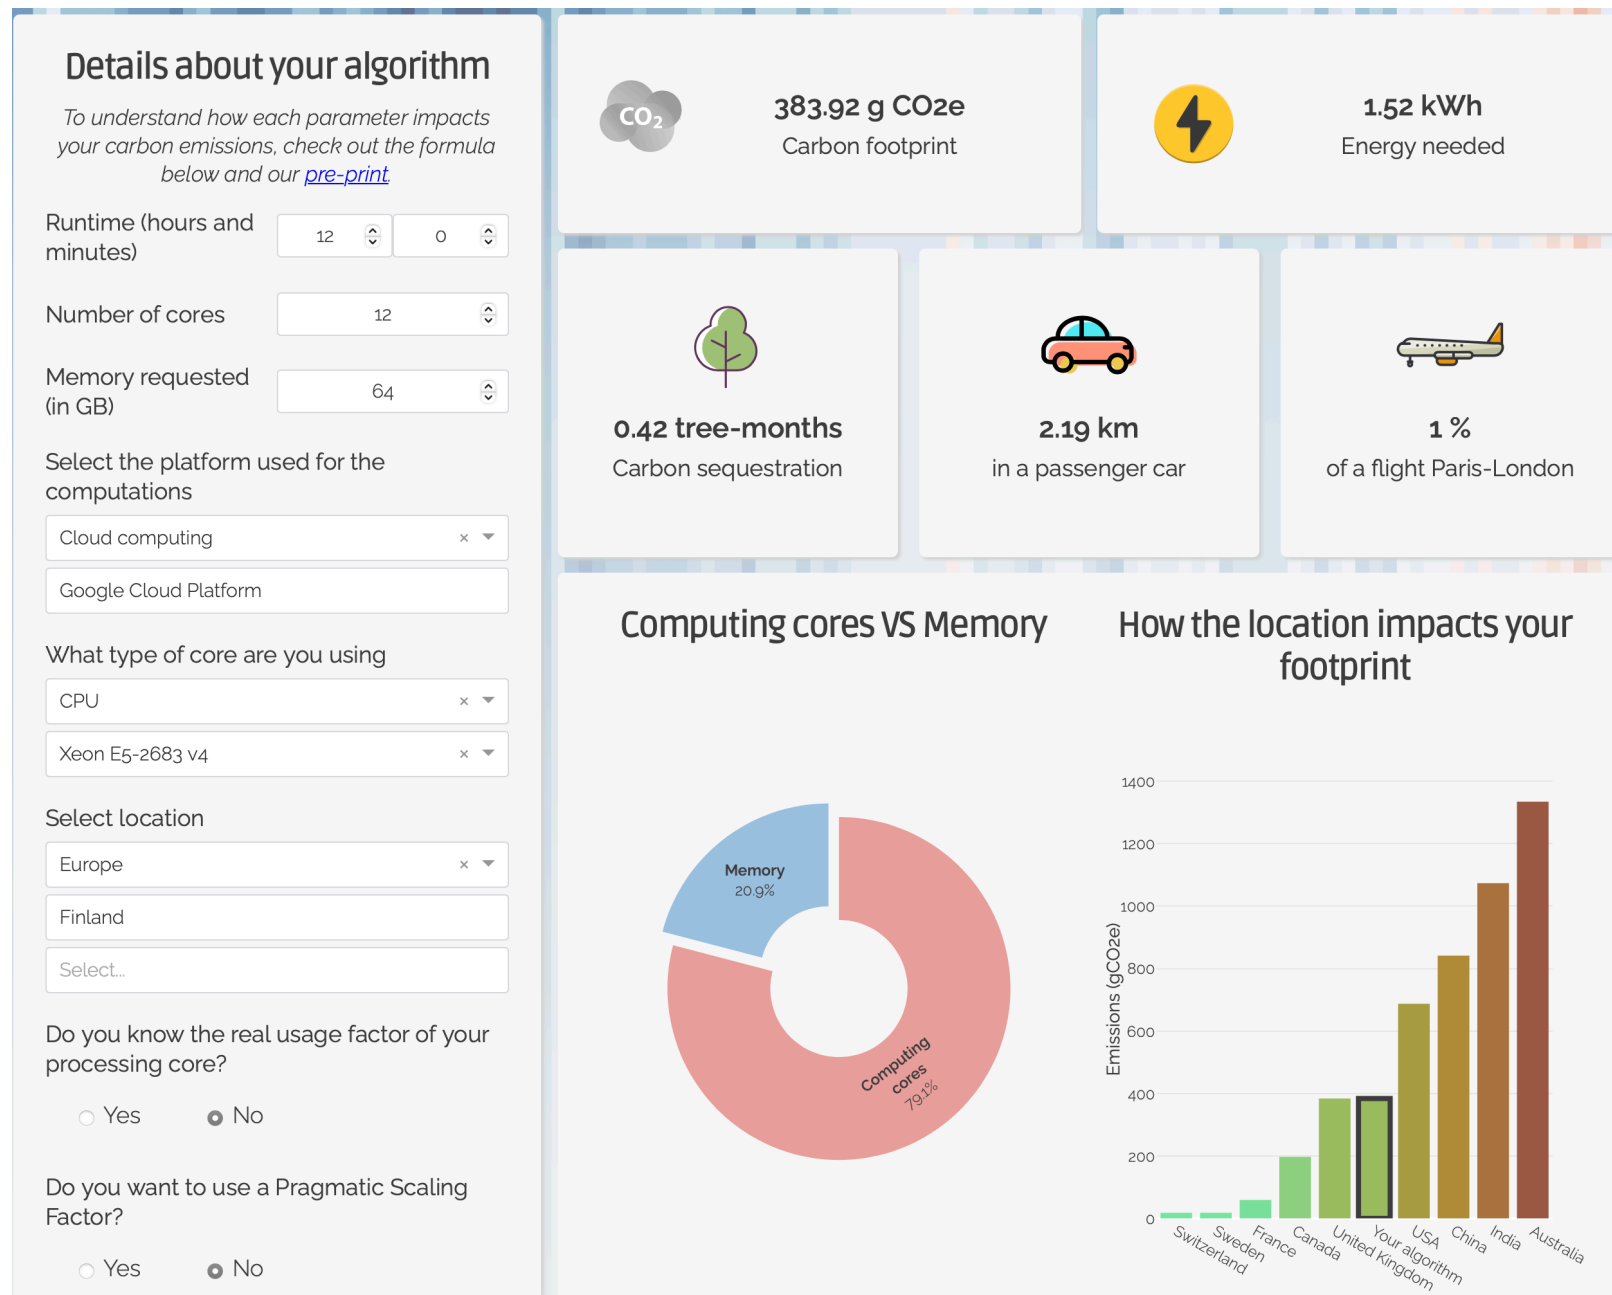 Details about your algorithm
To understand how each parameter impacts
your carbon emissions, check out the formula
below and our pre-print.
Runtime (hours and
minutes)
12
0
Number of cores
12
Memory requested
(in GB)
64
Select the platform used for the
computations
Cloud computing
Google Cloud Platform
What type of core are you using
CPU
Xeon E5-2683 v4
Select location
Europe
Finland
Select...
Do you know the real usage factor of your
processing core?
Yes
No
Do you want to use a Pragmatic Scaling
Factor?
Yes
No
CO2
383.92 g CO2e
Carbon footprint
1.52 kWh
Energy needed
0.42 tree-months
Carbon sequestration
2.19 km
in a passenger car
1 %
of a flight Paris-London
Computing cores VS Memory
Memory
20.9%
Computing
cores
79.1%
How the location impacts your
footprint
Emissions (gCO2e)
1400
1200
1000
800
600
400
200
0
Switzerland
Sweden
France
Canada
United Kingdom
Your algorithm
USA
China
India
Australia